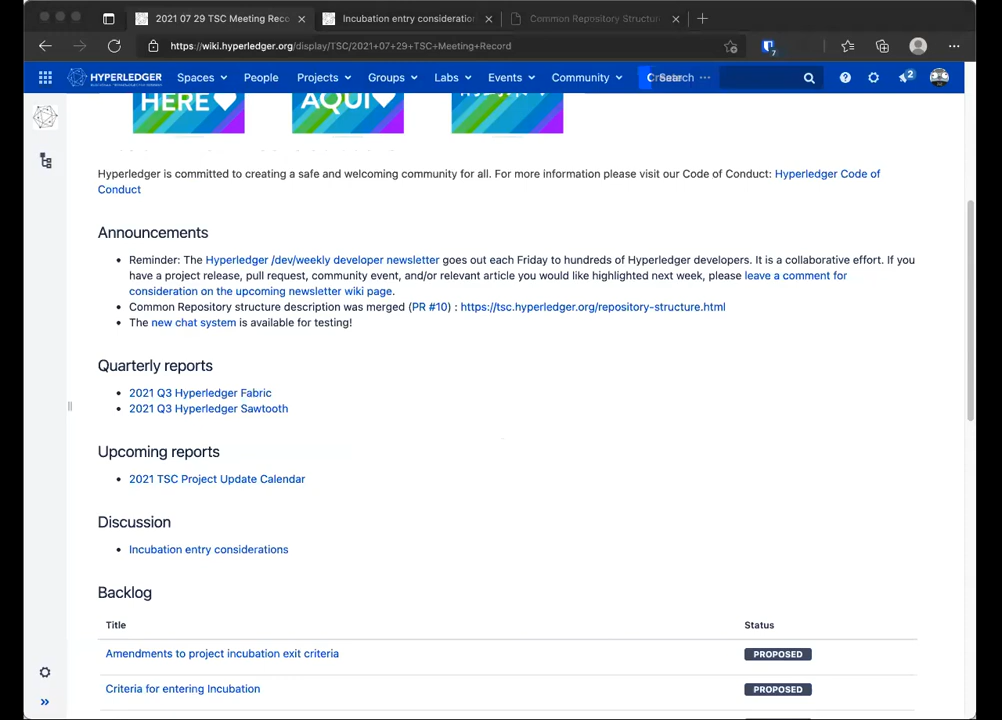 2021 07 29 TSC Meeting Reco
Incubation entry consideratio
Common Repository Structure
https://wiki.hyperledger.org/display/TSC/2021+07+29+TSC+Meeting+Record
7
HYPERLEDGER
Spaces
People
Projects
Groups
Labs
Events
Community
Search
2
HERE
AQUI
Hyperledger is committed to creating a safe and welcoming community for all. For more information please visit our Code of Conduct: Hyperledger Code of
Conduct
Announcements
Reminder: The Hyperledger /dev/weekly developer newsletter goes out each Friday to hundreds of Hyperledger developers. It is a collaborative effort. If you
have a project release, pull request, community event, and/or relevant article you would like highlighted next week, please leave a comment for
consideration on the upcoming newsletter wiki page.
Common Repository structure description was merged (PR #10) : https://tsc.hyperledger.org/repository-structure.html
The new chat system is available for testing!
Quarterly reports
2021 Q3 Hyperledger Fabric
2021 Q3 Hyperledger Sawtooth
Upcoming reports
2021 TSC Project Update Calendar
Discussion
Incubation entry considerations
Backlog
Title Status
Amendments to project incubation exit criteria PROPOSED
Criteria for entering Incubation PROPOSED